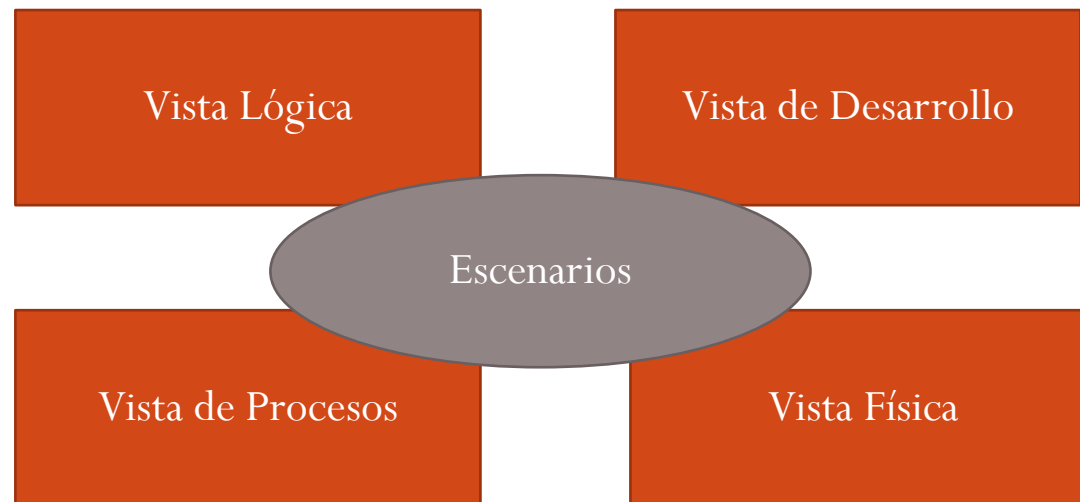 Vista Lógica
Vista de Desarrollo
Escenarios
Vista de Procesos
Vista Física